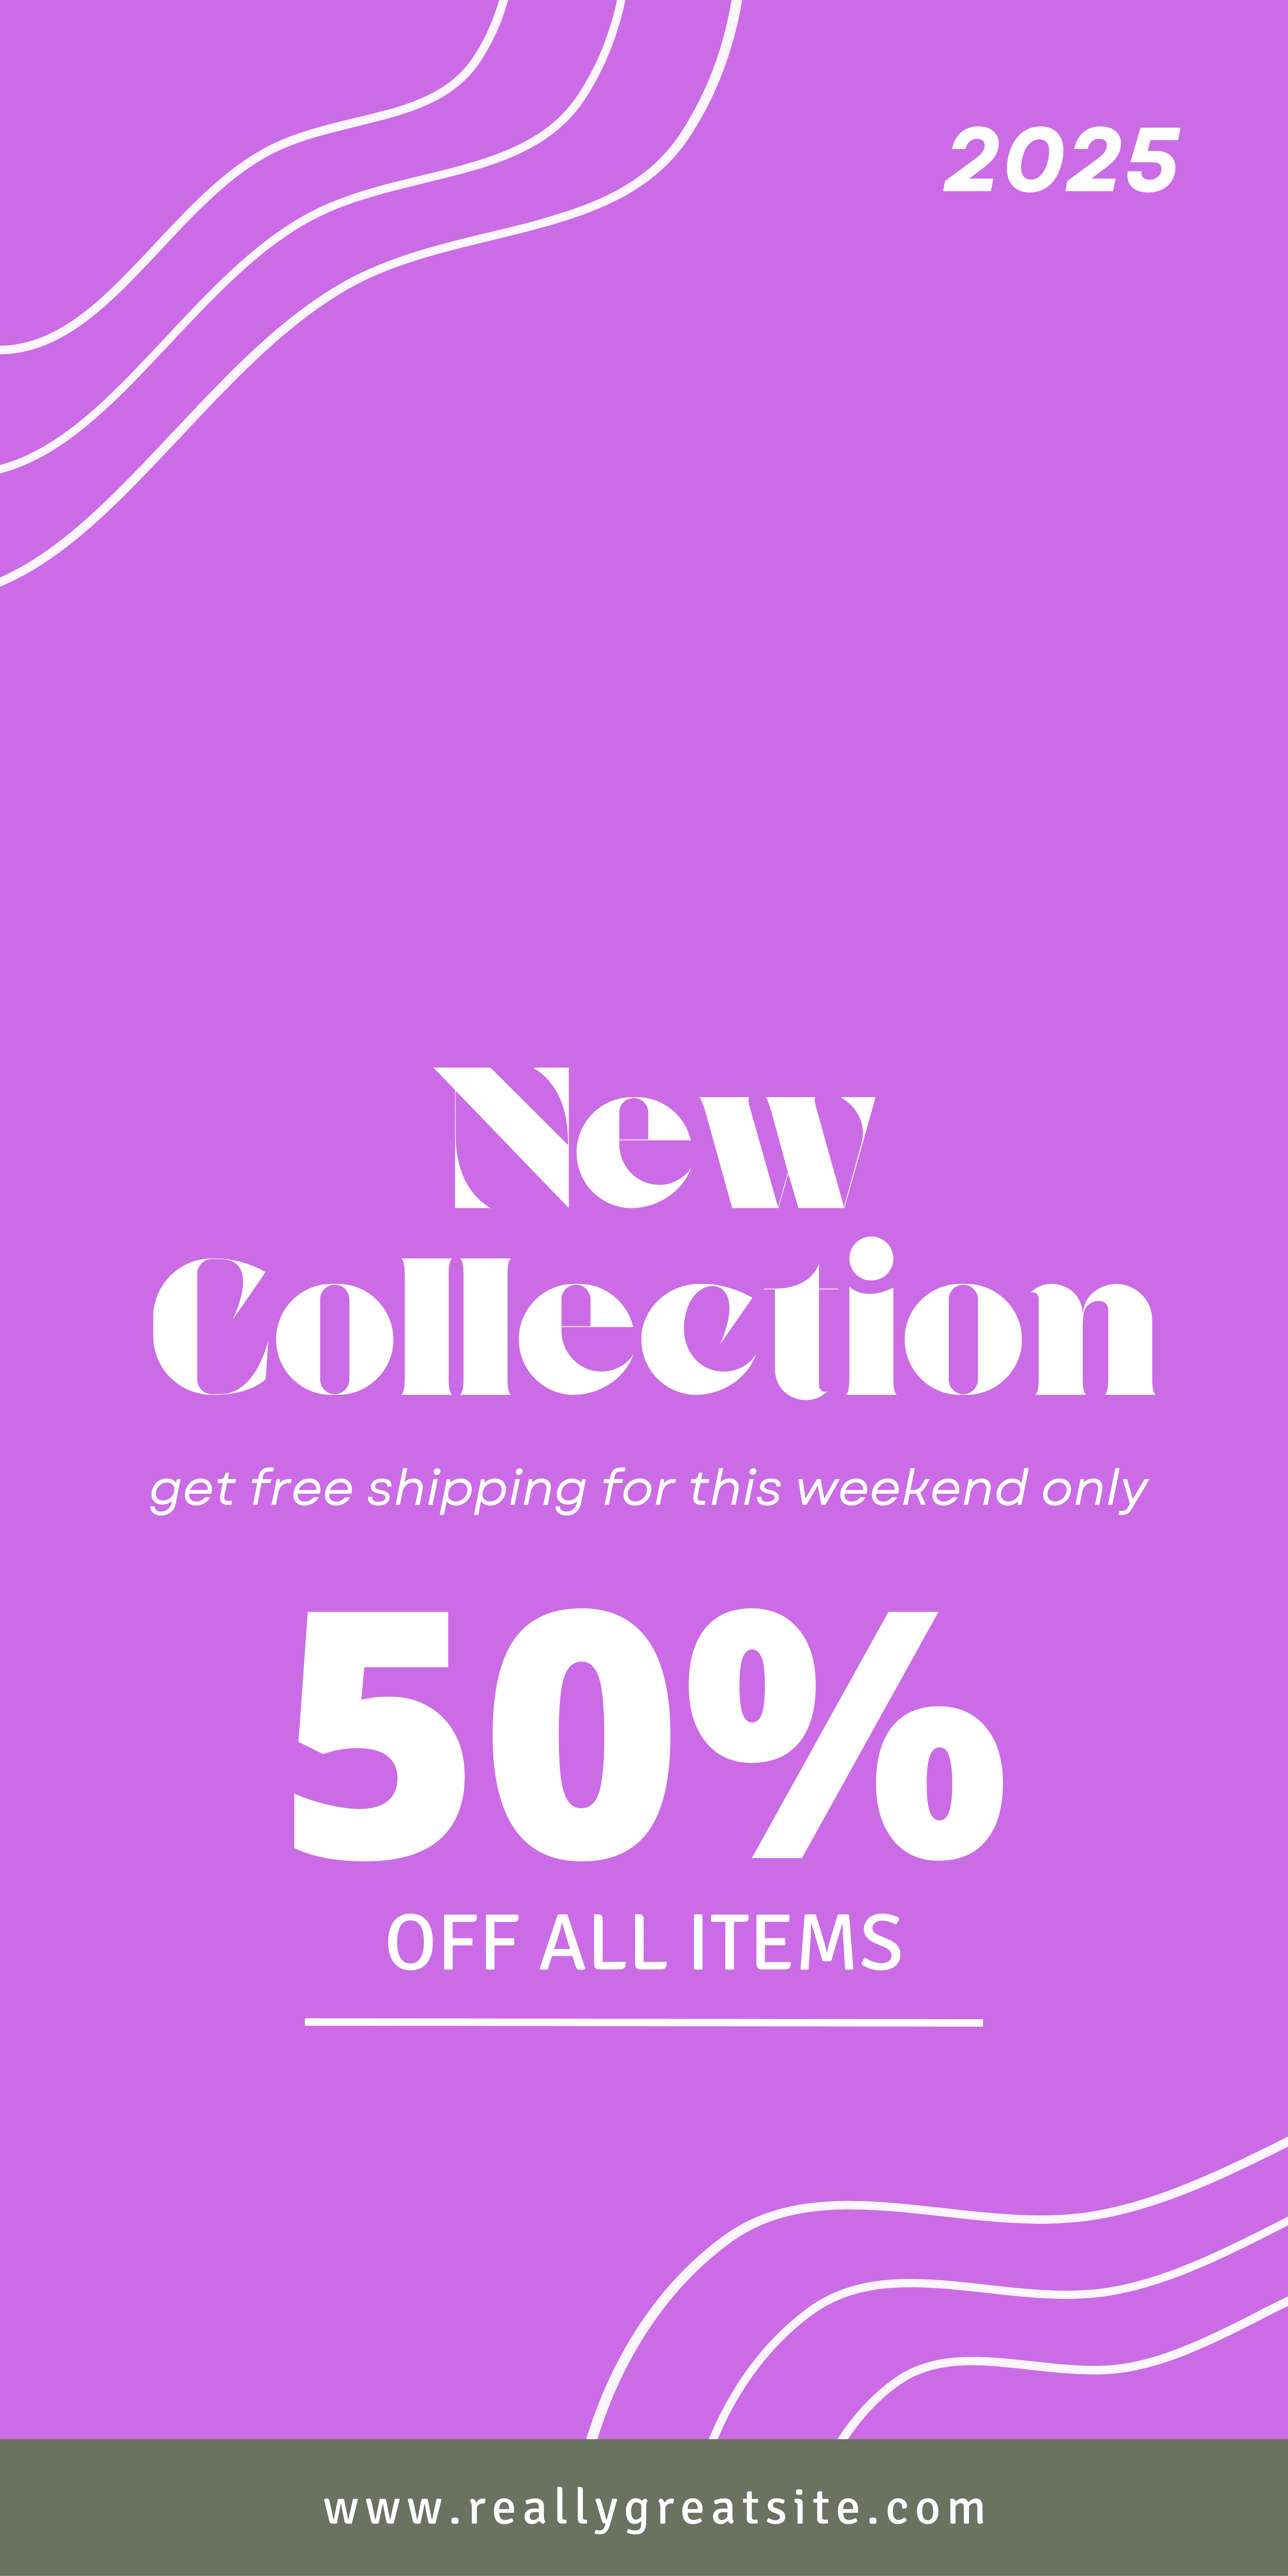 2025
New
Collection
get free shipping for this weekend only
50%
OFF ALL ITEMS
www.reallygreatsite.com